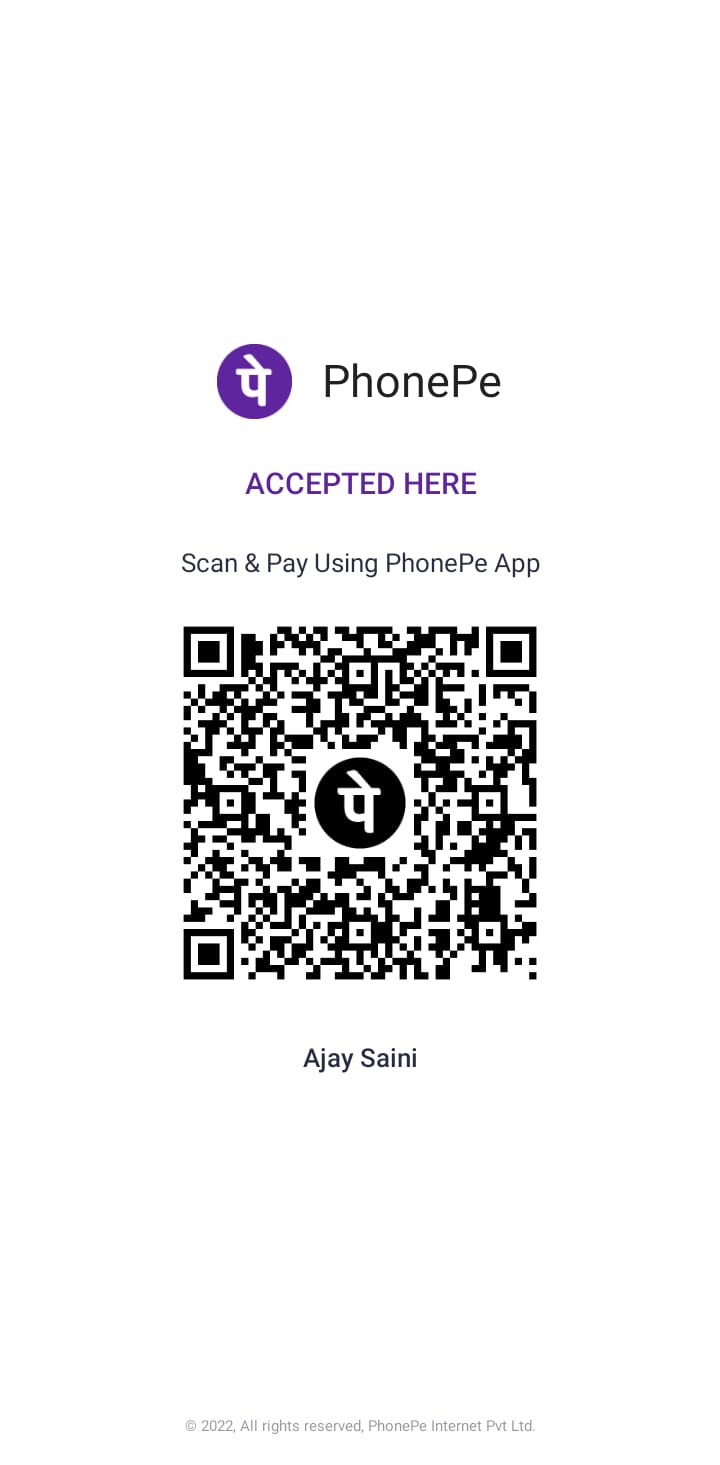 पे PhonePe
ACCEPTED HERE
Scan & Pay Using PhonePe App
पे
Ajay Saini
© 2022, All rights reserved, PhonePe Internet Pvt Ltd.